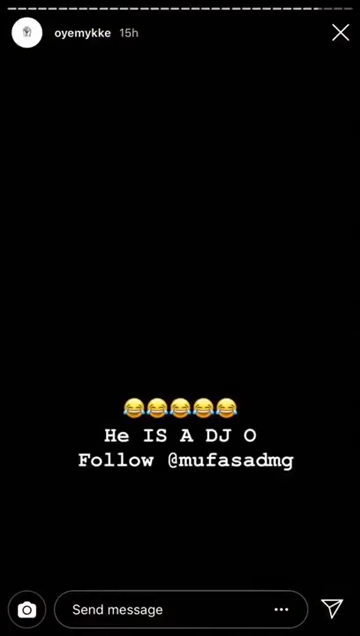 oyemykke 15h
😂😂😂😂😂
He IS A DJ O
Follow @mufasadmg
Send message